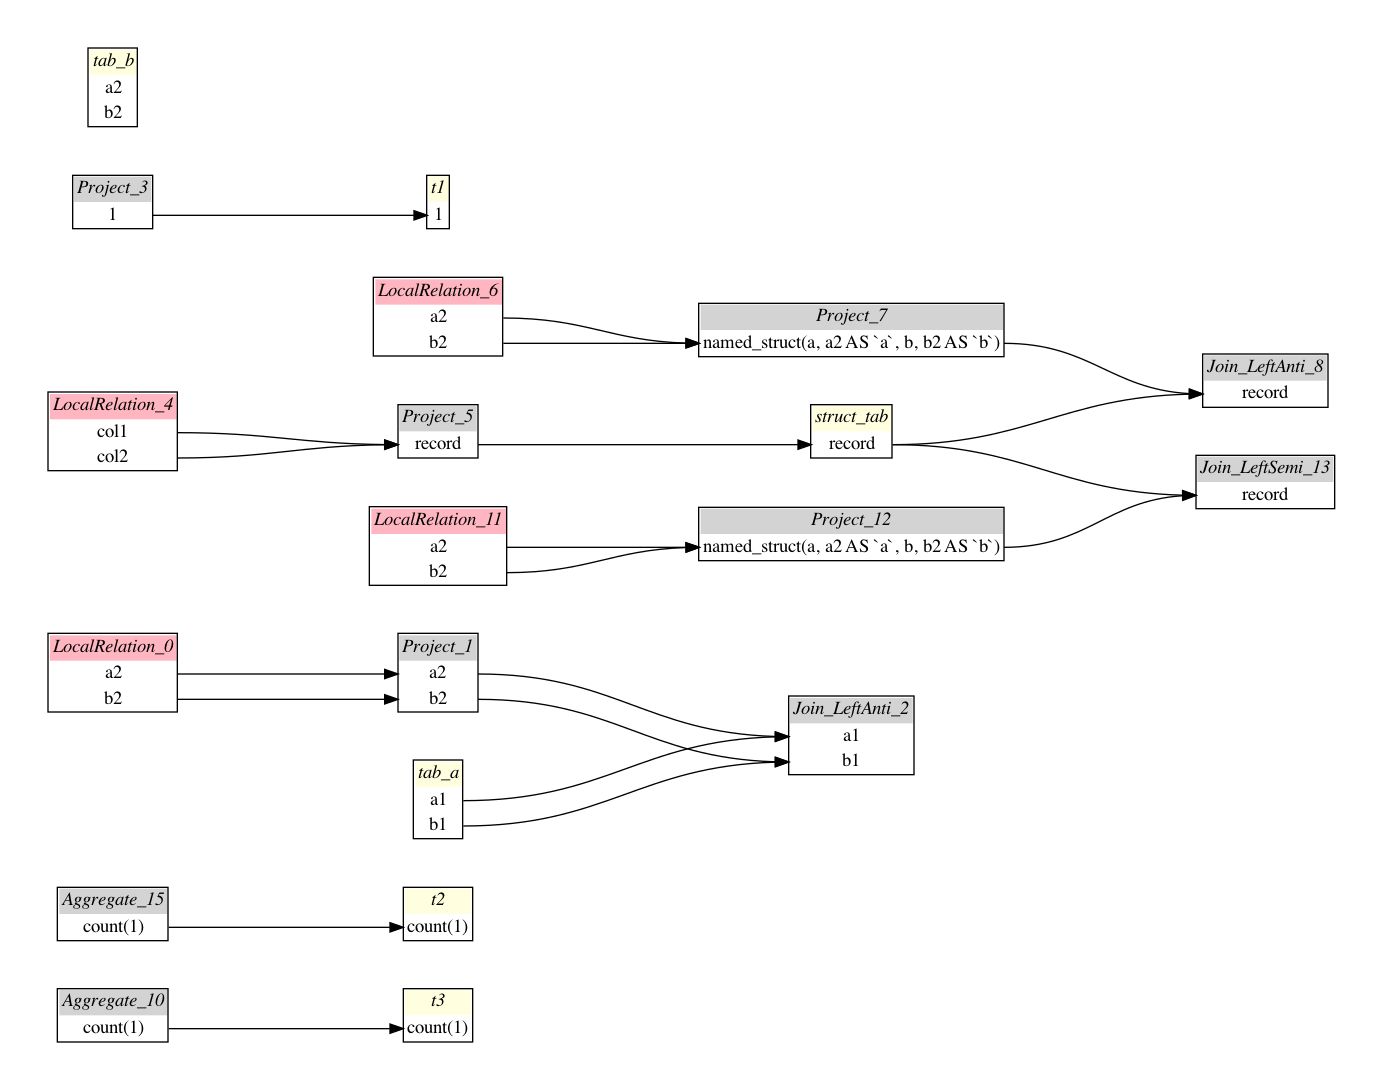 tab_b
a2
b2
Project_3
1
t1
1
LocalRelation_6
a2
b2
Project_7
named_struct(a, a2 AS `a`, b, b2 AS `b`)
Join_LeftAnti_8
record
LocalRelation_4
col1
col2
Project_5
record
struct_tab
record
Join_LeftSemi_13
record
LocalRelation_11
a2
b2
Project_12
named_struct(a, a2 AS `a`, b, b2 AS `b`)
LocalRelation_0
a2
b2
Project_1
a2
b2
Join_LeftAnti_2
a1
b1
tab_a
a1
b1
Aggregate_15
count(1)
t2
count(1)
Aggregate_10
count(1)
t3
count(1)